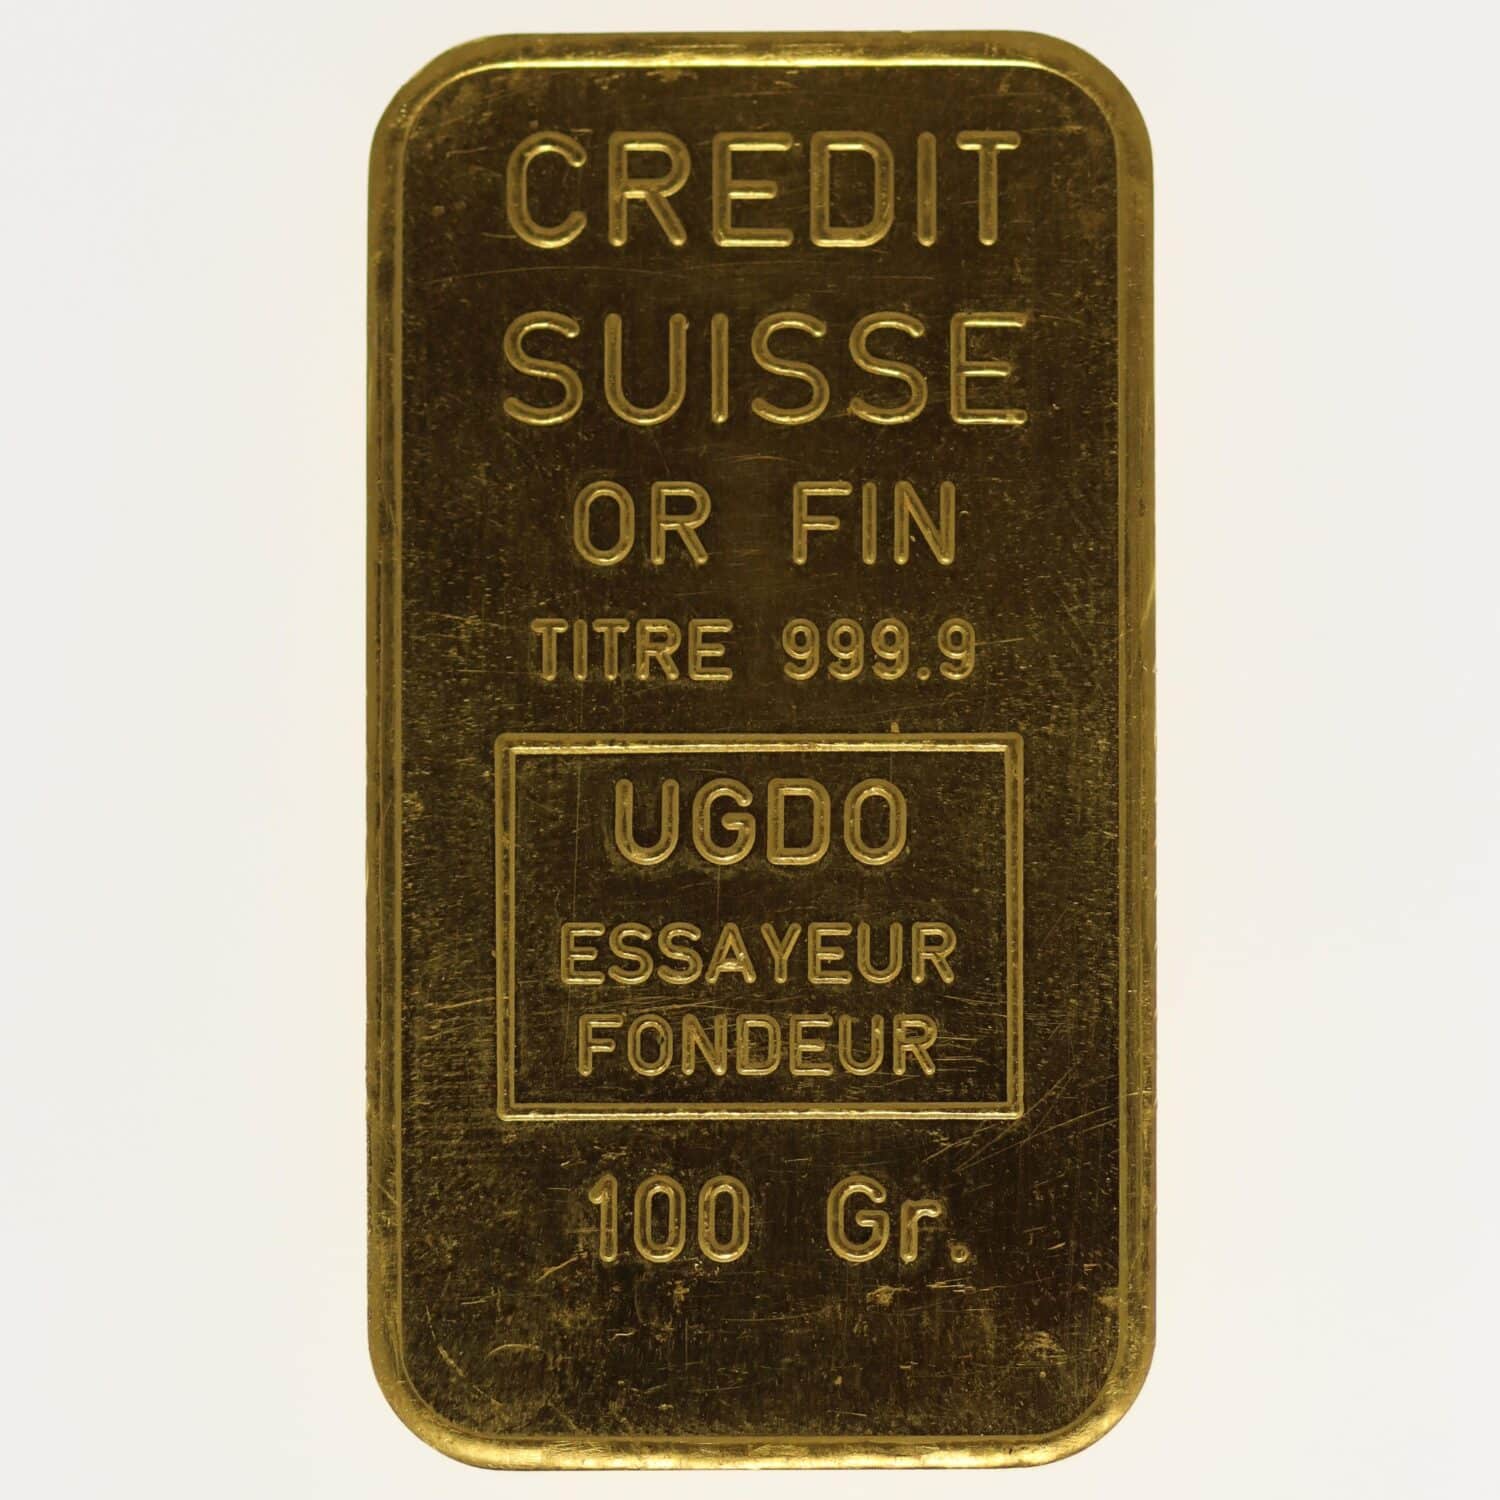 CREDIT
SUISSE
OR FIN
TITRE 999.9
UGDO
ESSAYEUR
FONDEUR
100 Gr.